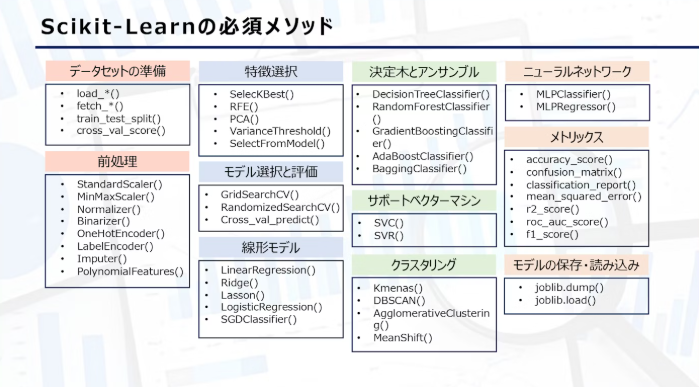 Scikit-Learnの必須メソッド
データセットの準備
• load_*()
• fetch_*()
• train_test_split()
• cross_val_score()
前処理
• StandardScaler()
• MinMaxScaler()
• Normalizer()
• Binarizer()
• OneHotEncoder()
• LabelEncoder()
• Imputer()
• PolynomialFeatures()
特徴選択
• SelecKBest()
• RFE()
• PCA()
• VarianceThreshold()
• SelectFromModel()
モデル選択と評価
• GridSearchCV()
• RandomizedSearchCV()
• Cross_val_predict()
線形モデル
• LinearRegression()
• Ridge()
• Lasson()
• LogisticRegression()
• SGDClassifier()
決定木とアンサンブル
• DecisionTreeClassifier()
• RandomForestClassifier
()
• GradientBoostingClassifi
er()
• AdaBoostClassifier()
• BaggingClassifier()
サポートベクターマシン
• SVC()
• SVR()
クラスタリング
• Kmenas()
• DBSCAN()
• AgglomerativeClusterin
g()
• MeanShift()
ニューラルネットワーク
• MLPClassifier()
• MLPRegressor()
メトリックス
• accuracy_score()
• confusion_matrix()
• classification_report()
• mean_squared_error()
• r2_score()
• roc_auc_score()
• f1_score()
モデルの保存・読み込み
• joblib.dump()
• joblib.load()